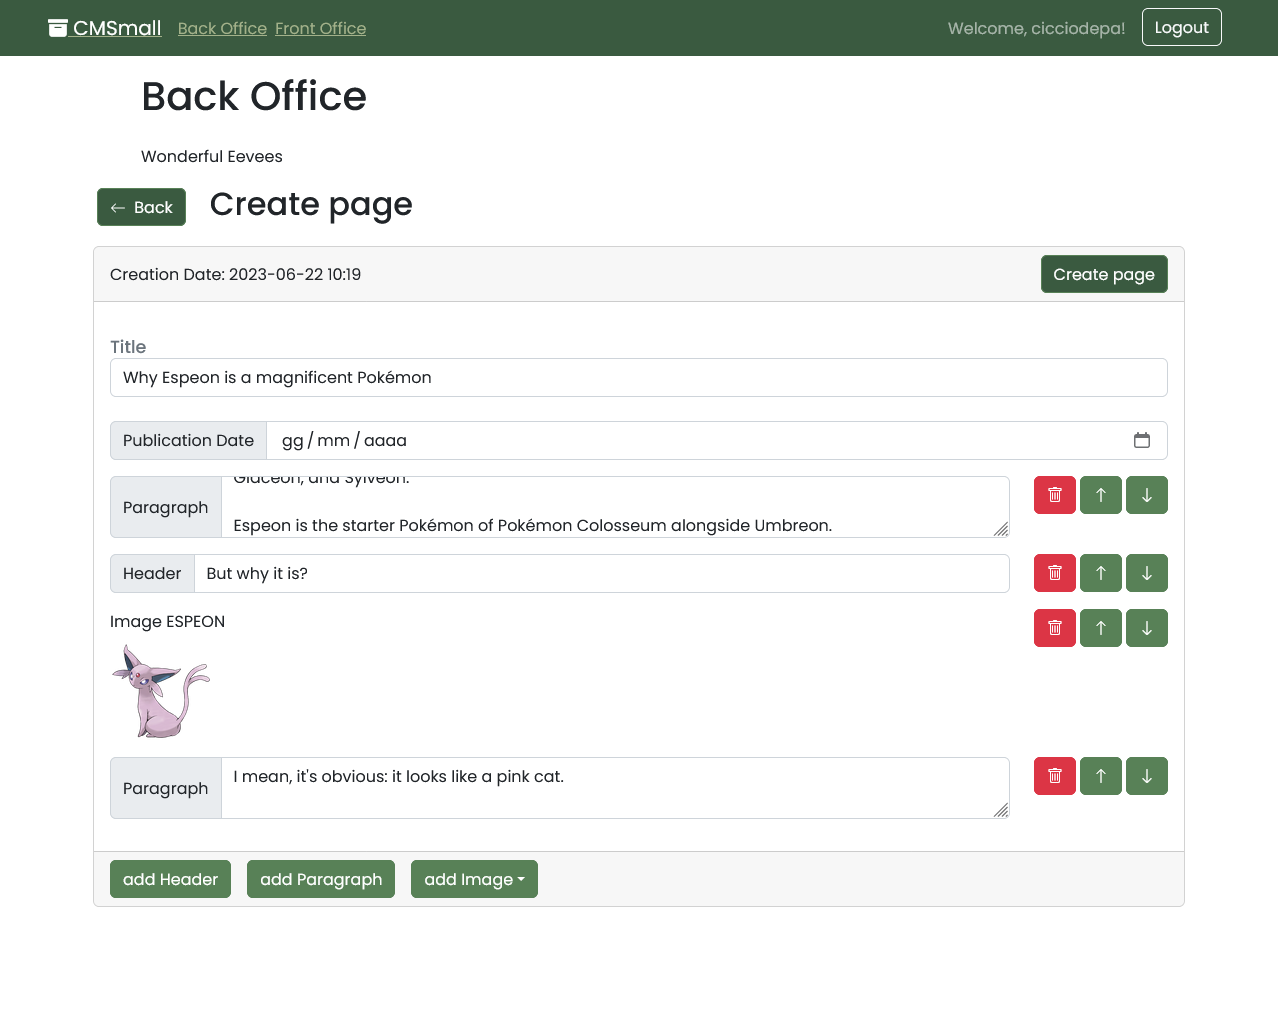 CMSmall Back Office Front Office Welcome, cicciodepa! Logout
Back Office
Wonderful Eevees
Back Create page
Creation Date: 2023-06-22 10:19 Create page
Title
Why Espeon is a magnificent Pokémon
Publication Date gg/mm/aaaa
Glaceon, and Sylveon.
Paragraph
Espeon is the starter Pokémon of Pokémon Colosseum alongside Umbreon.
Header But why it is?
Image ESPEON
Paragraph I mean, it's obvious: it looks like a pink cat.
add Header add Paragraph add Image